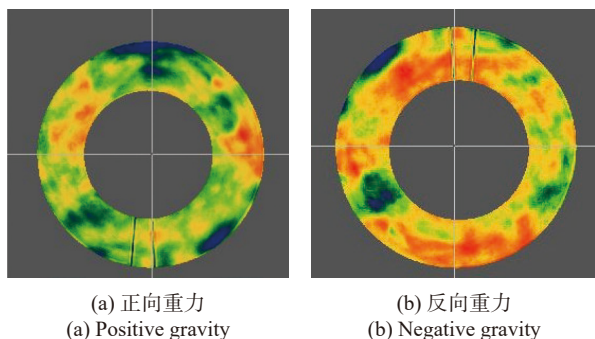 (a) 正向重力
(a) Positive gravity
(b) 反向重力
(b) Negative gravity